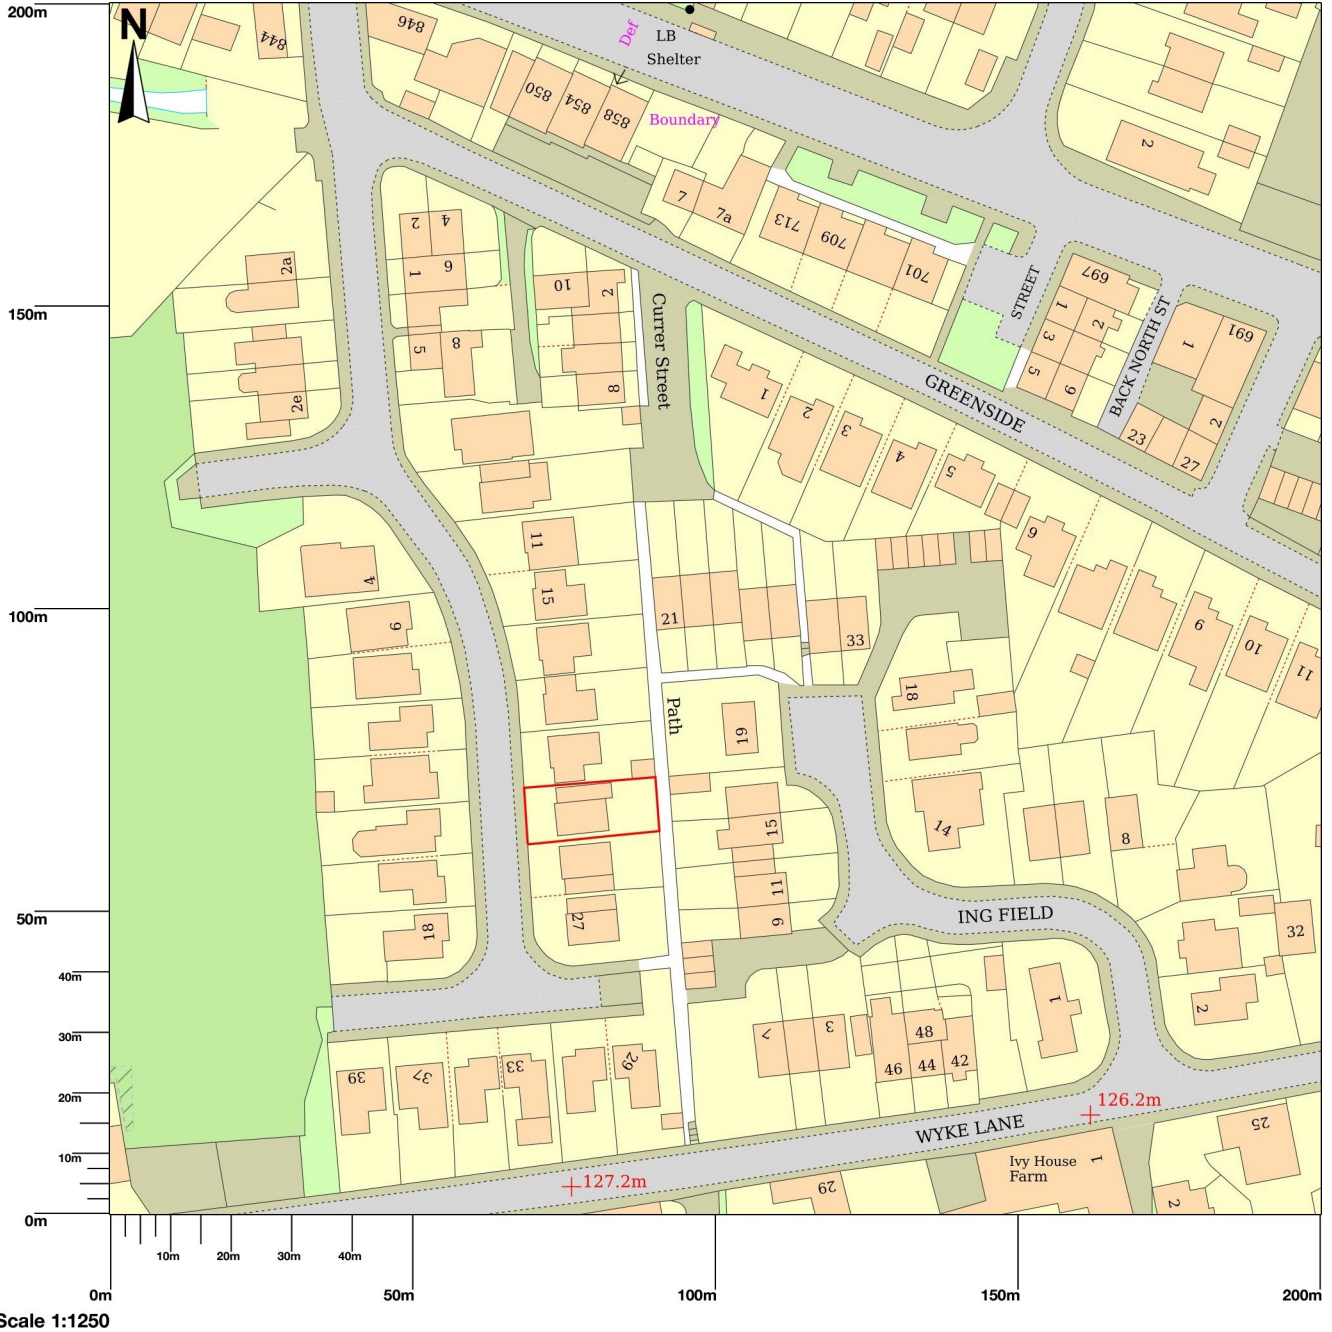 200m
N
844
846
850
854
858
Def
LB
Shelter
Boundary
7
7a
713
709
701
2
2
4
1
6
2a
10
2
Currer Street
STREET
697
1
2
3
5
6
BACK NORTH ST
691
1
2
23
27
150m
5
8
8
2e
GREENSIDE
1
2
3
4
5
6
11
15
4
6
100m
21
33
9
10
11
18
Path
19
15
11
9
14
8
ING FIELD
32
2
1
50m
18
27
40m
30m
20m
10m
0m
39
37
33
29
7
3
48
46
44
42
WYKE LANE
126.2m
127.2m
Ivy House
Farm
1
29
25
2
10m
20m
30m
40m
0m
50m
100m
150m
200m
Scale 1:1250